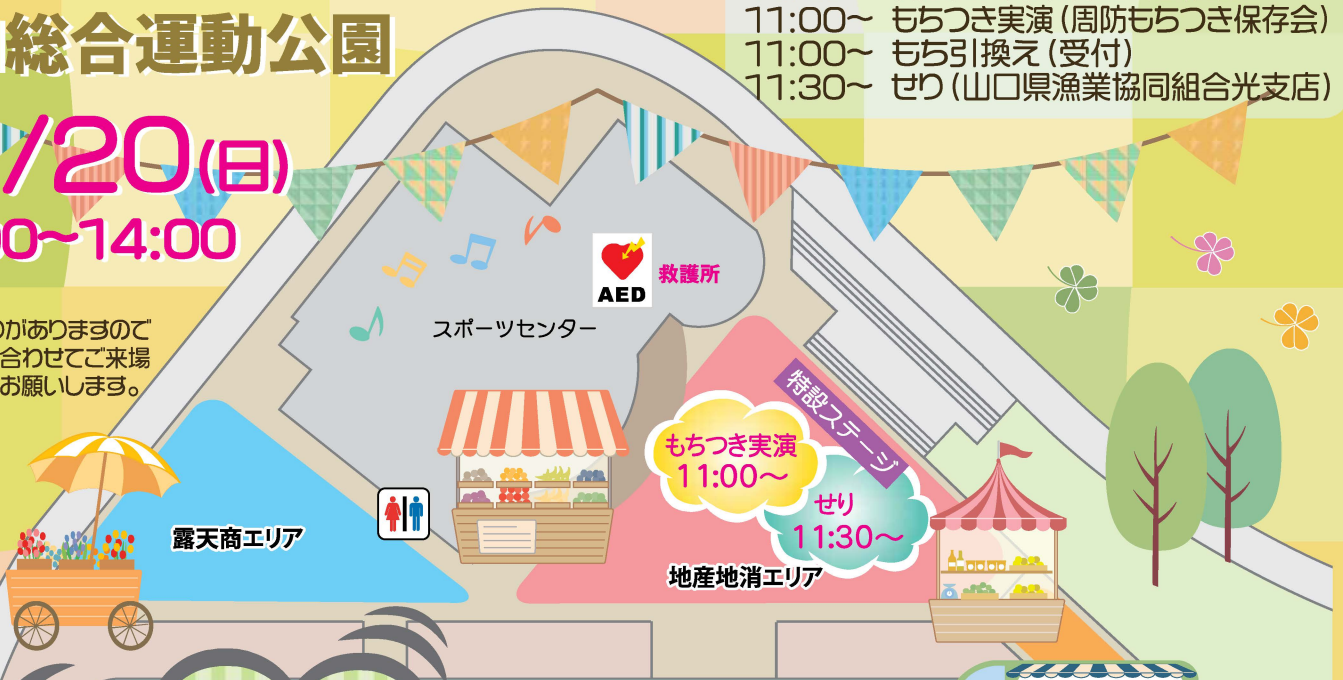 総合運動公園
/20(日)
00～14:00
のがありますので
合わせてご来場
お願いします。
11:00～ もちつき実演(周防もちつき保存会)
11:00～ もち引換え(受付)
11:30～ せり(山口県漁業協同組合光支店)
AED
救護所
スポーツセンター
特設ステージ
もちつき実演
11:00～
せり
11:30～
露天商エリア
地産地消エリア